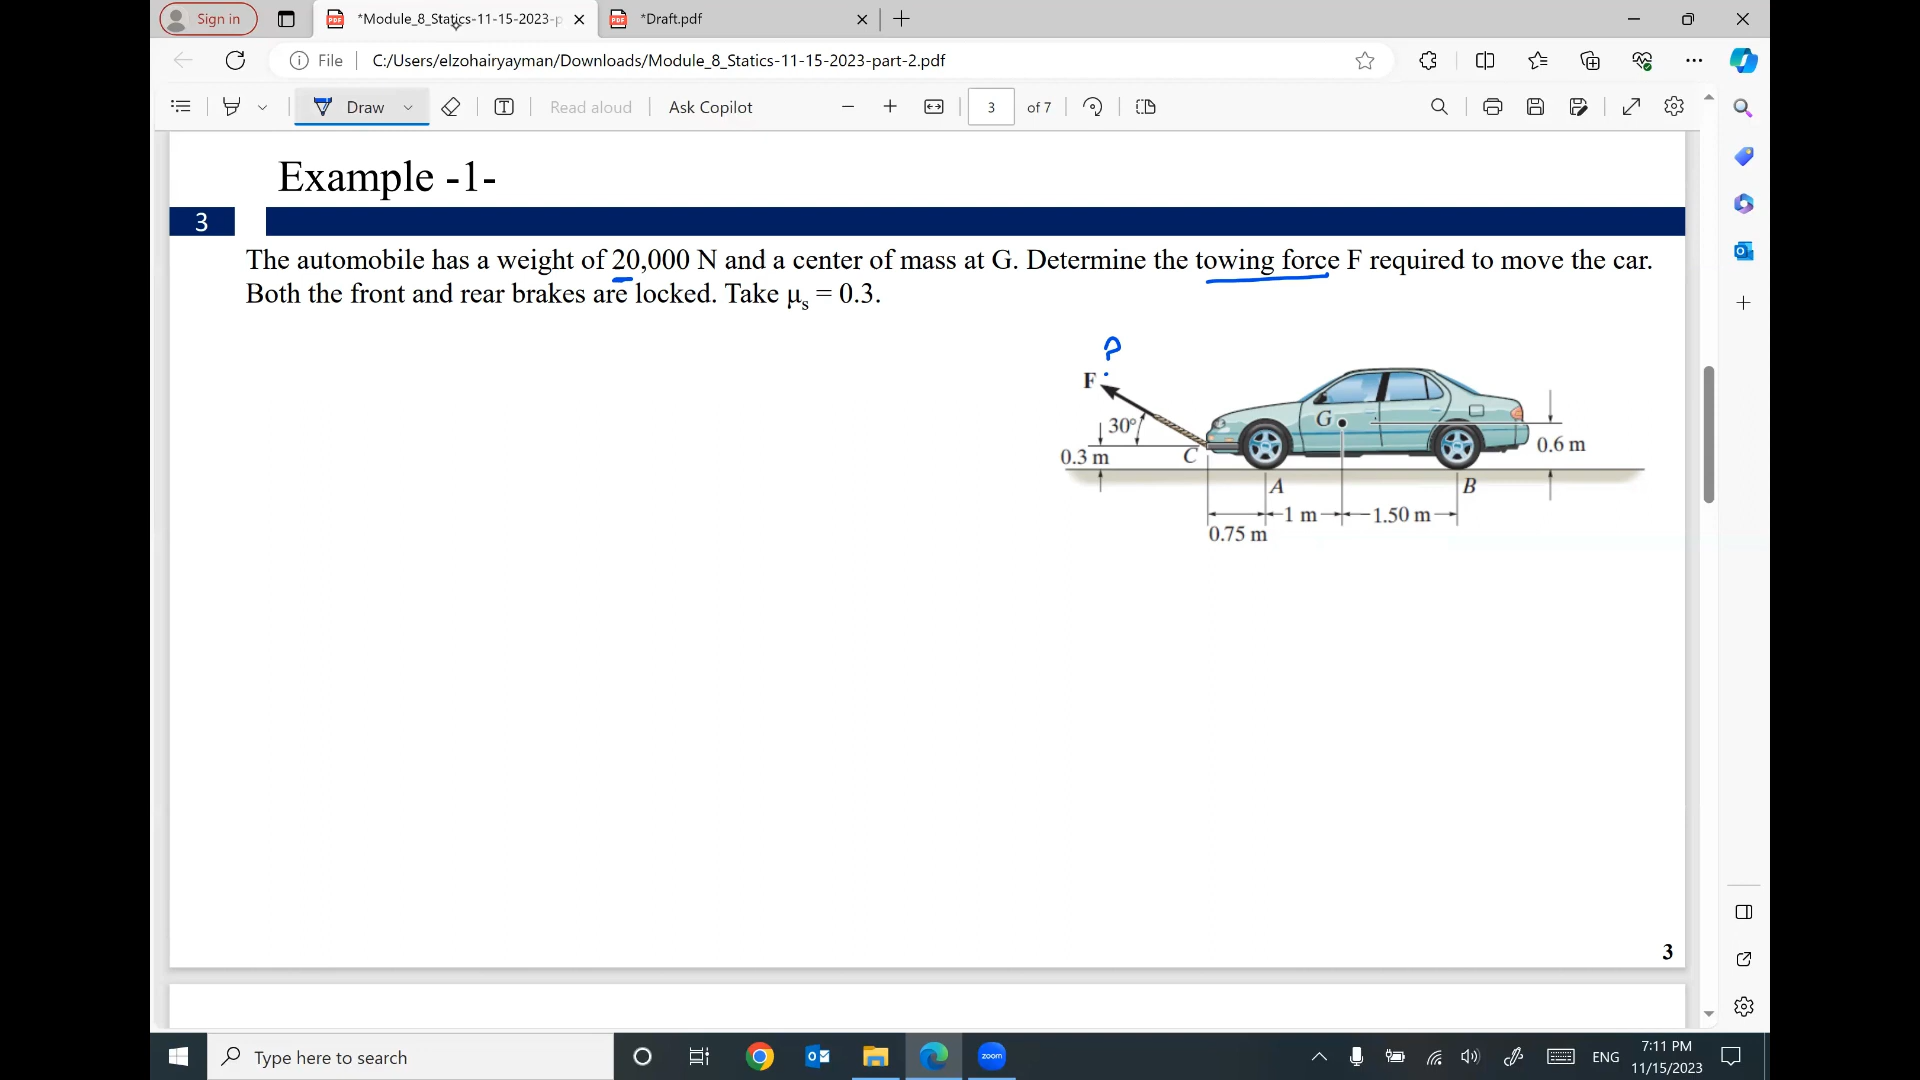 Sign in
*Module_8_Statics-11-15-2023-p
*Draft.pdf
File
C:/Users/elzohairyayman/Downloads/Module_8_Statics-11-15-2023-part-2.pdf
Draw
Read aloud
Ask Copilot
3
of 7
Example -1-
3
The automobile has a weight of 20,000 N and a center of mass at G. Determine the towing force F required to move the car.
Both the front and rear brakes are locked. Take μs = 0.3.
?
F
30°
G
0.3 m
C
0.6 m
A
B
1 m
1.50 m
0.75 m
3
Type here to search
zoom
ENG
7:11 PM
11/15/2023